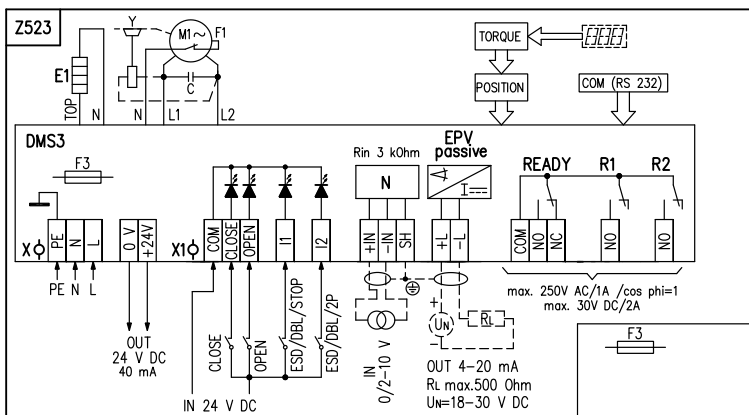 Z523
Y
M1~
F1
E1
TOP
N
N
L1
C
L2
TORQUE
POSITION
COM (RS 232)
DMS3
F3
Rin 3 kOhm
N
EPV
passive
I
READY
R1
R2
X
PE
N
L
0 V
+24V
X1
COM
CLOSE
OPEN
I1
I2
+IN
-IN
SH
+L
-L
COM
NO
NC
NO
NO
PE N L
OUT
24 V DC
40 mA
CLOSE
OPEN
ESD/DBL/STOP
ESD/DBL/2P
IN 24 V DC
IN
0/2-10 V
+
UN
-
RL
OUT 4-20 mA
RL max.500 Ohm
UN=18-30 V DC
max. 250V AC/1A /cos phi=1
max. 30V DC/2A
F3